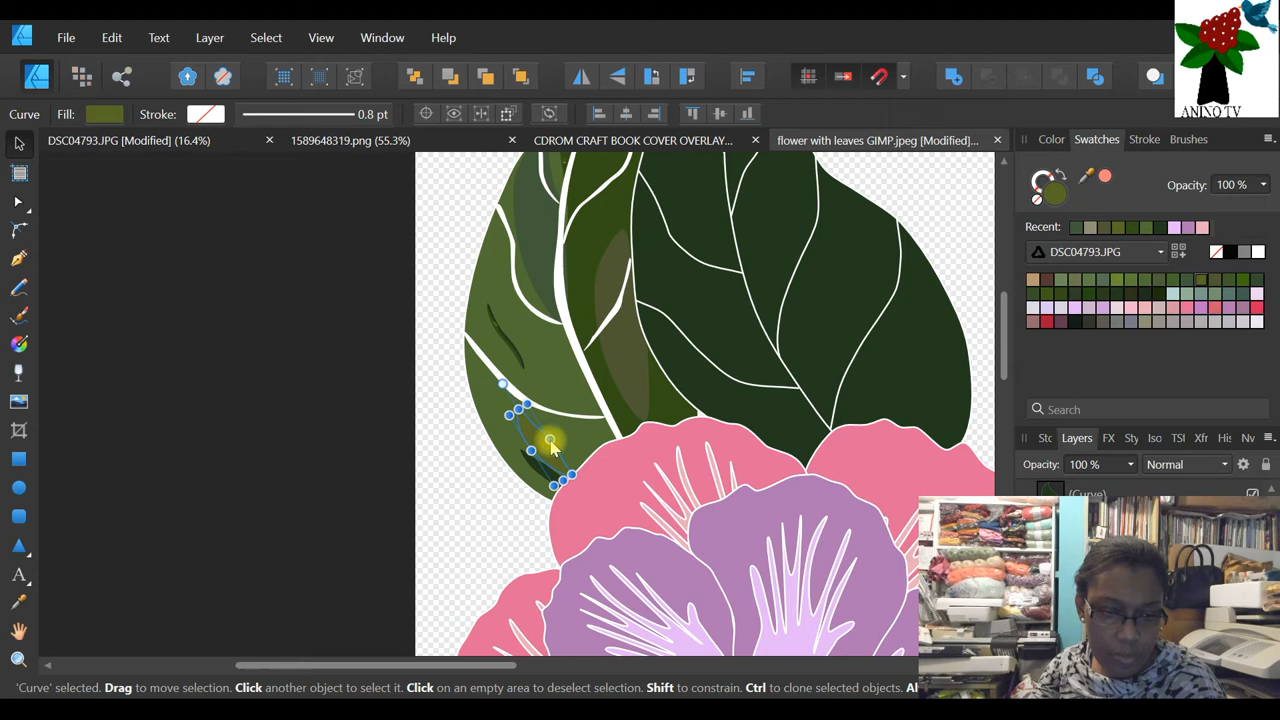 ANIXO TV
File Edit Text Layer Select View Window Help
Curve Fill: Stroke: 0.8 pt
DSC04793.JPG [Modified] (16.4%) × 1589648319.png (55.3%) × CDROM CRAFT BOOK COVER OVERLAY... × flower with leaves GIMP.jpeg [Modified]... ×
Color Swatches Stroke Brushes
Opacity: 100 %
Recent:
DSC04793.JPG
Search
Stc Layers FX Sty Iso TSI Xfr His Nv
Opacity: 100 % Normal
(Curve)
'Curve' selected. Drag to move selection. Click another object to select it. Click on an empty area to deselect selection. Shift to constrain. Ctrl to clone selected objects. Al